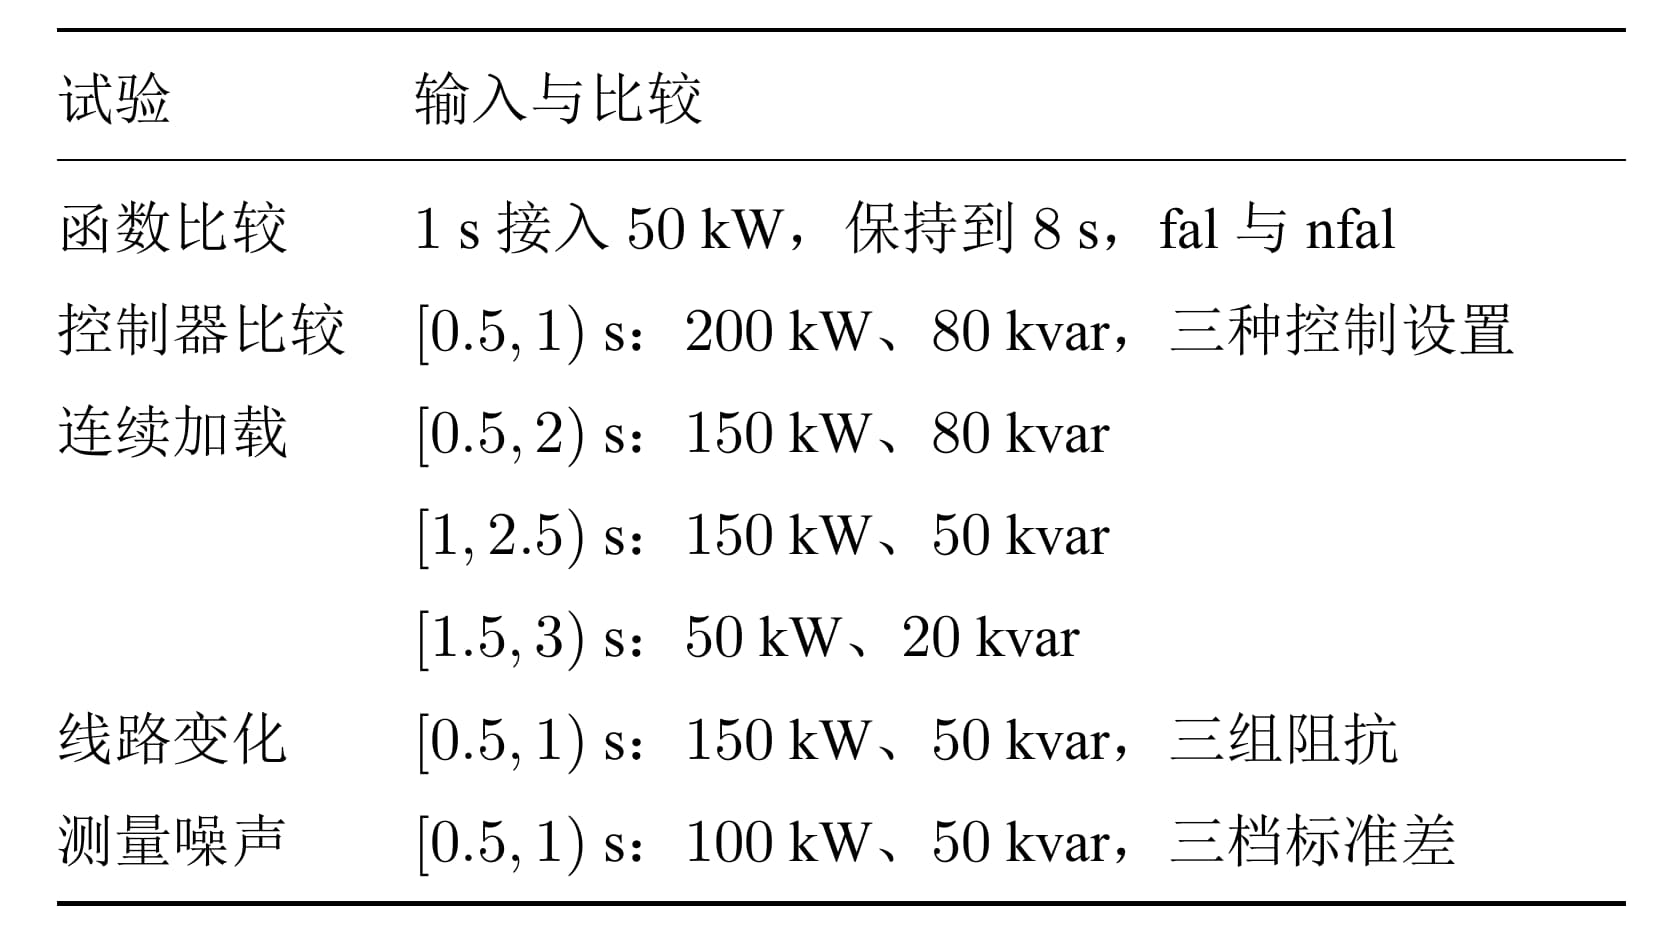 试验 输入与比较
函数比较 1 s 接入 50 kW，保持到 8 s，fal 与 nfal
控制器比较 [0.5, 1) s：200 kW、80 kvar，三种控制设置
连续加载 [0.5, 2) s：150 kW、80 kvar
[1, 2.5) s：150 kW、50 kvar
[1.5, 3) s：50 kW、20 kvar
线路变化 [0.5, 1) s：150 kW、50 kvar，三组阻抗
测量噪声 [0.5, 1) s：100 kW、50 kvar，三档标准差